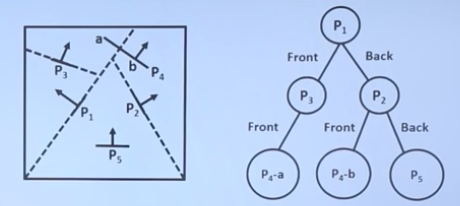 a
b
P4
P3
P1
P2
P5
P1
Front Back
P3 P2
Front Front Back
P4-a P4-b P5